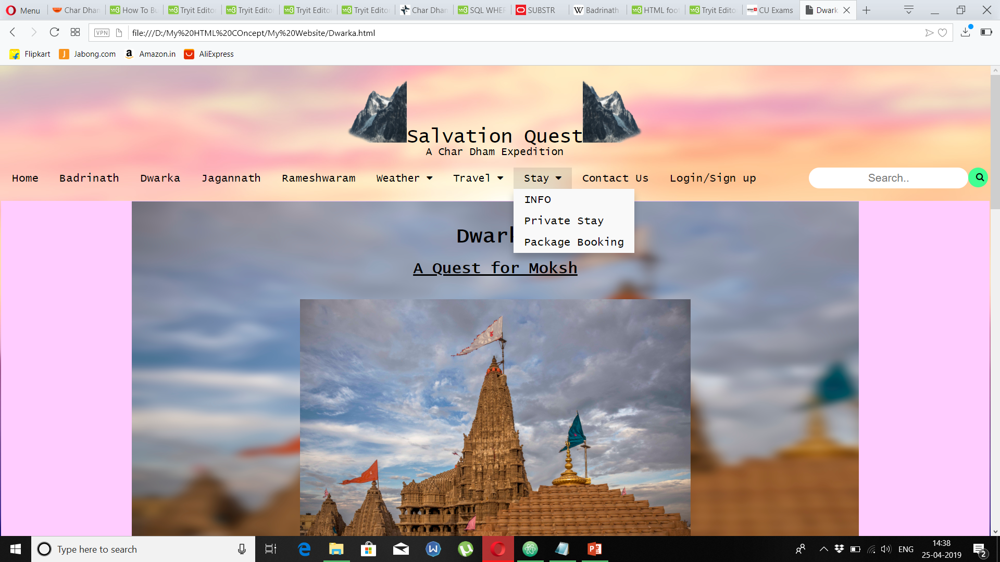 Menu
Char Dhan
How To Bu
Tryit Edito
Tryit Edito
Tryit Edito
Tryit Edito
Char Dhan
SQL WHER
SUBSTR
Badrinath
HTML foo
Tryit Edito
CU Exams
Dwark
VPN
file:///D:/My%20HTML%20COncept/My%20Website/Dwarka.html
Flipkart Jabong.com Amazon.in AliExpress
Salvation Quest
A Char Dham Expedition
Home Badrinath Dwarka Jagannath Rameshwaram Weather Travel Stay Contact Us Login/Sign up Search..
INFO
Private Stay
Package Booking
Dwark
A Quest for Moksh
Type here to search
ENG
14:38
25-04-2019
2